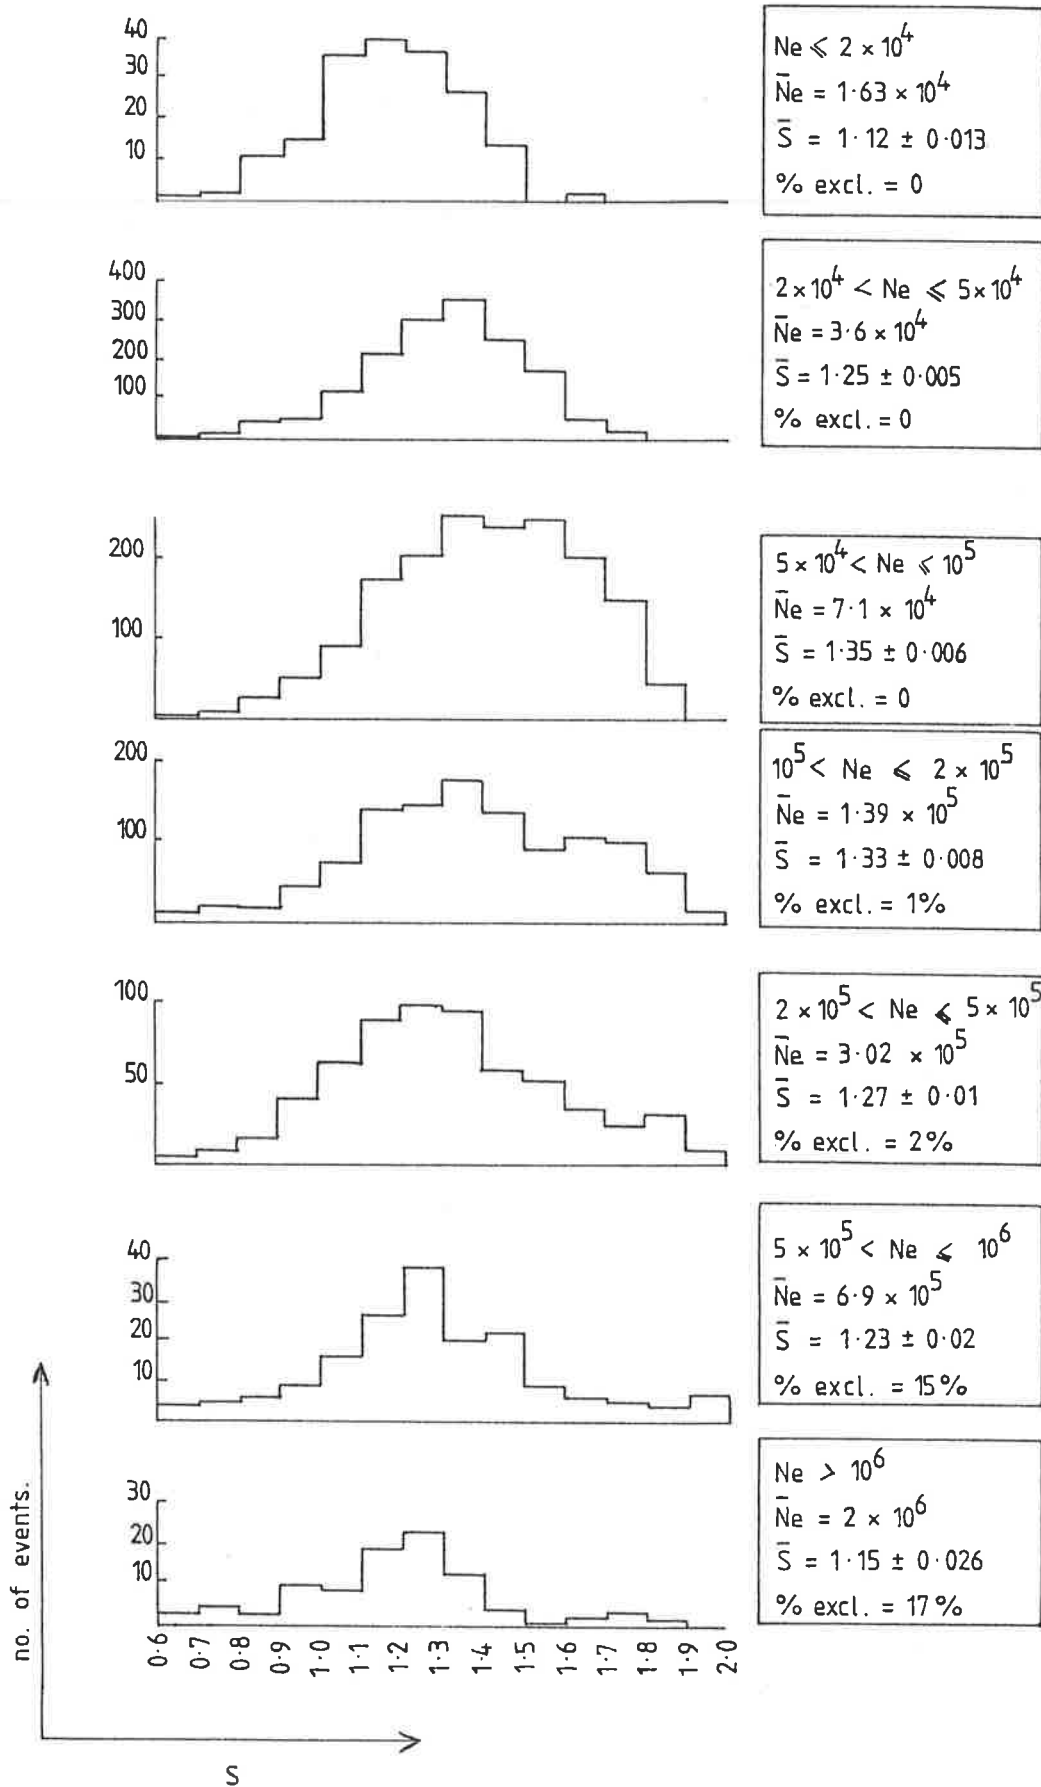 40
30
20
10
Ne ⩽ 2 × 10⁴
N̄e = 1·63 × 10⁴
S̄ = 1·12 ± 0·013
% excl. = 0
400
300
200
100
2×10⁴ < Ne ⩽ 5×10⁴
N̄e = 3·6 × 10⁴
S̄ = 1·25 ± 0·005
% excl. = 0
200
100
5×10⁴ < Ne ⩽ 10⁵
N̄e = 7·1 × 10⁴
S̄ = 1·35 ± 0·006
% excl. = 0
200
100
10⁵ < Ne ⩽ 2 × 10⁵
N̄e = 1·39 × 10⁵
S̄ = 1·33 ± 0·008
% excl. = 1%
100
50
2 × 10⁵ < Ne ⩽ 5 × 10⁵
N̄e = 3·02 × 10⁵
S̄ = 1·27 ± 0·01
% excl. = 2%
40
30
20
10
5 × 10⁵ < Ne ⩽ 10⁶
N̄e = 6·9 × 10⁵
S̄ = 1·23 ± 0·02
% excl. = 15%
30
20
10
Ne > 10⁶
N̄e = 2 × 10⁶
S̄ = 1·15 ± 0·026
% excl. = 17%
0·6 0·7 0·8 0·9 1·0 1·1 1·2 1·3 1·4 1·5 1·6 1·7 1·8 1·9 2·0
no. of events.
S